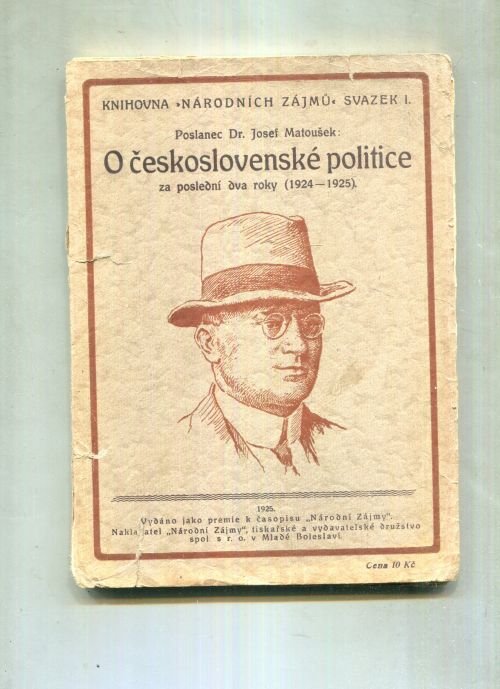 KNIHOVNA „NÁRODNÍCH ZÁJMŮ“ SVAZEK I.
Poslanec Dr. Josef Matoušek:
O československé politice
za poslední dva roky (1924—1925).
1925.
Vydáno jako premie k časopisu „Národní Zájmy“.
Nakladatel „Národní Zájmy“, tiskařské a vydavatelské družstvo
spol s r. o. v Mladé Boleslavi.
Cena 10 Kč